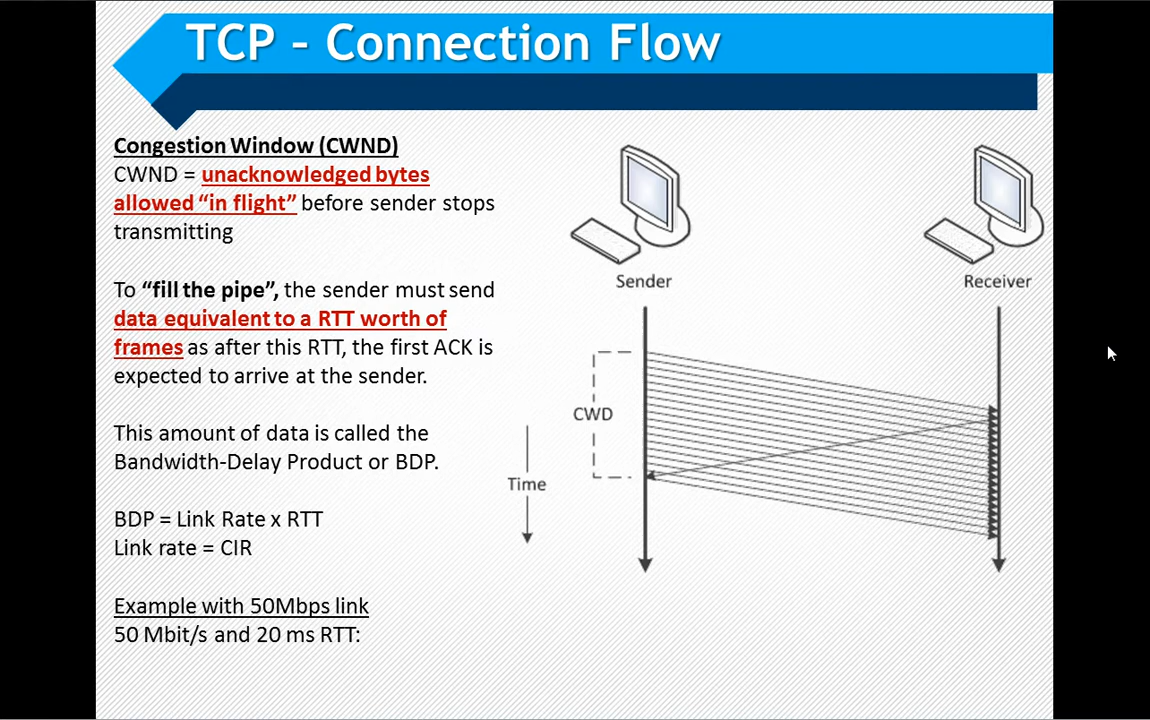 TCP – Connection Flow
Congestion Window (CWND)
CWND = unacknowledged bytes
allowed “in flight” before sender stops
transmitting
To “fill the pipe”, the sender must send
data equivalent to a RTT worth of
frames as after this RTT, the first ACK is
expected to arrive at the sender.
This amount of data is called the
Bandwidth-Delay Product or BDP.
BDP = Link Rate x RTT
Link rate = CIR
Example with 50Mbps link
50 Mbit/s and 20 ms RTT:
Sender
Receiver
CWD
Time